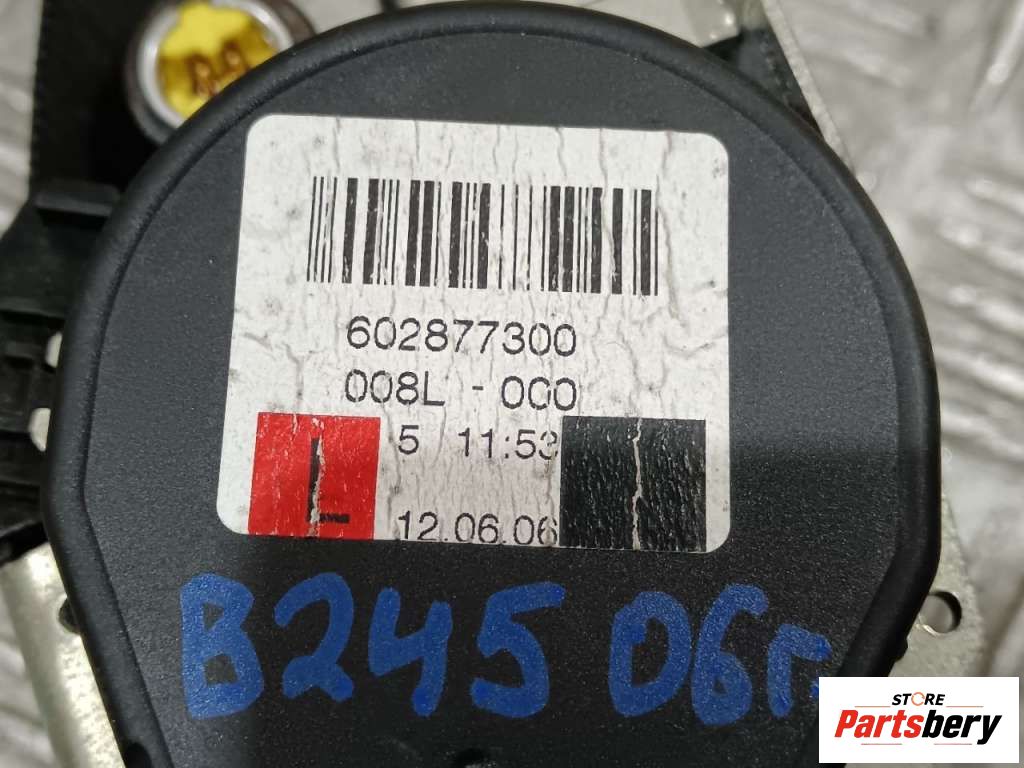 602877300
008L - 000
L
5 11:53
12.06.06
B245 06г.
STORE
Partsbery